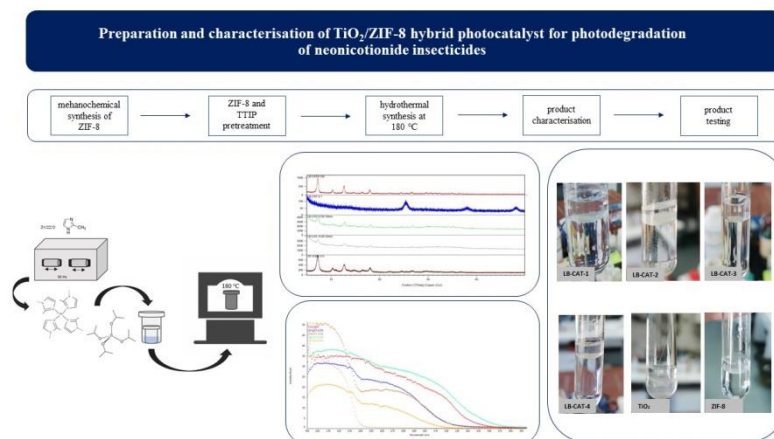 Preparation and characterisation of TiO₂/ZIF-8 hybrid photocatalyst for photodegradation
of neonicotionide insecticides
mehanochemical
synthesis of
ZIF-8
ZIF-8 and
TTIP
pretreatment
hydrothermal
synthesis at
180 °C
product
characterisation
product
testing
CH₃
180 °C
LB-CAT-1
LB-CAT-2
LB-CAT-3
LB-CAT-4
TiO₂
ZIF-8